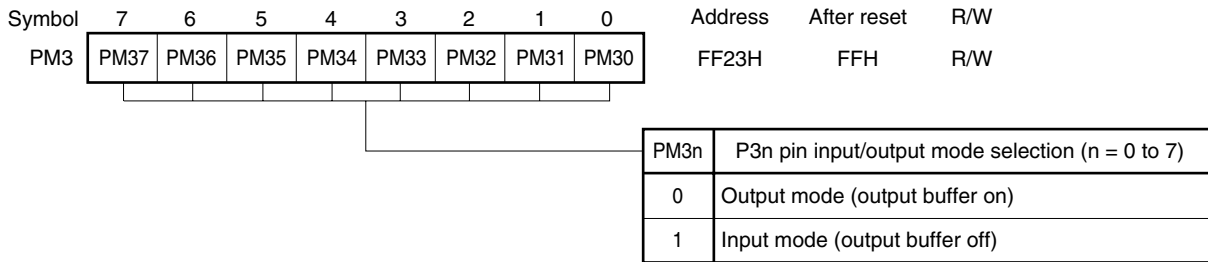 Symbol 7 6 5 4 3 2 1 0 Address After reset R/W
PM3 PM37 PM36 PM35 PM34 PM33 PM32 PM31 PM30 FF23H FFH R/W
PM3n P3n pin input/output mode selection (n = 0 to 7)
0 Output mode (output buffer on)
1 Input mode (output buffer off)